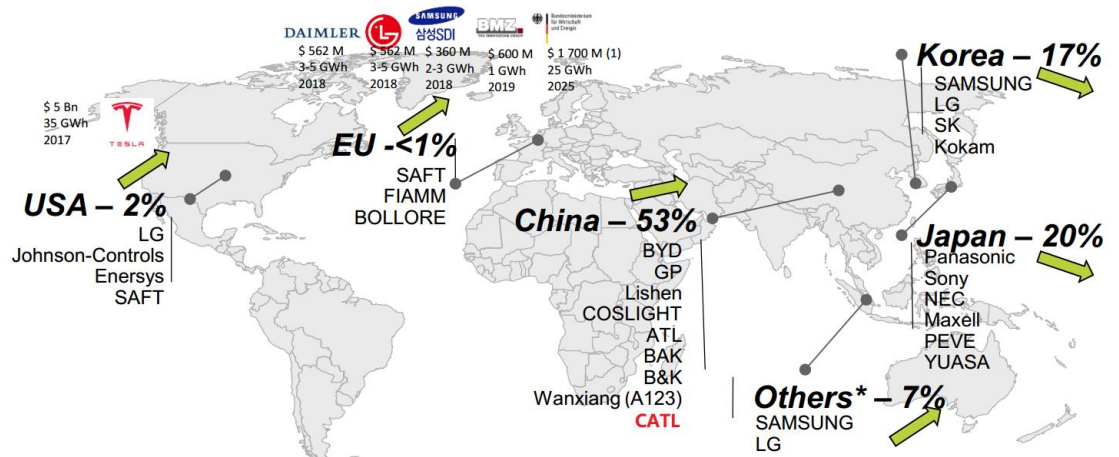 DAIMLER
LG
SAMSUNG
삼성SDI
BMZ
THE INNOVATION GROUP
Bundesministerium
für Wirtschaft
und Energie
$ 562 M
3-5 GWh
2018
$ 562 M
3-5 GWh
2018
$ 360 M
2-3 GWh
2018
$ 600 M
1 GWh
2019
$ 1 700 M (1)
25 GWh
2025
$ 5 Bn
35 GWh
2017
TESLA
USA – 2%
LG
Johnson-Controls
Enersys
SAFT
EU -<1%
SAFT
FIAMM
BOLLORE
China – 53%
BYD
GP
Lishen
COSLIGHT
ATL
BAK
B&K
Wanxiang (A123)
CATL
Korea – 17%
SAMSUNG
LG
SK
Kokam
Japan – 20%
Panasonic
Sony
NEC
Maxell
PEVE
YUASA
Others* – 7%
SAMSUNG
LG